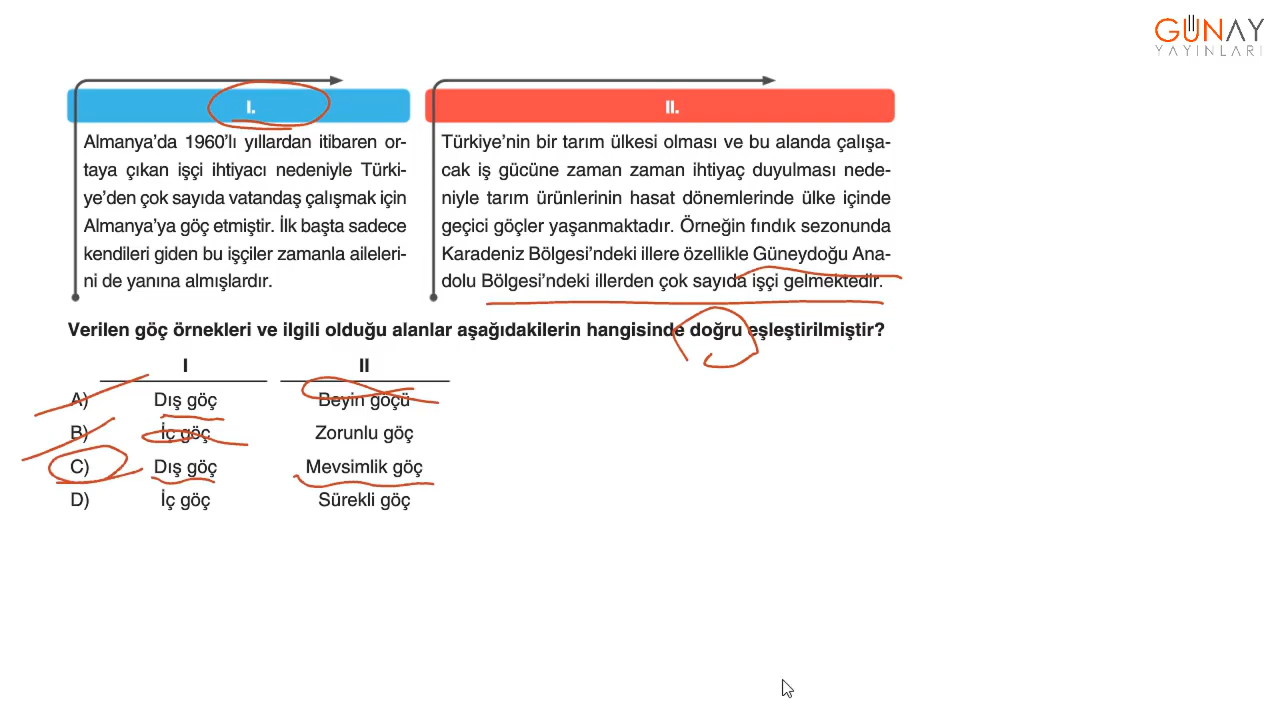 GÜNAY
YAYINLARI
I.
Almanya’da 1960’lı yıllardan itibaren or-
taya çıkan işçi ihtiyacı nedeniyle Türki-
ye’den çok sayıda vatandaş çalışmak için
Almanya’ya göç etmiştir. İlk başta sadece
kendileri giden bu işçiler zamanla aileleri-
ni de yanına almışlardır.
II.
Türkiye’nin bir tarım ülkesi olması ve bu alanda çalışa-
cak iş gücüne zaman zaman ihtiyaç duyulması nede-
niyle tarım ürünlerinin hasat dönemlerinde ülke içinde
geçici göçler yaşanmaktadır. Örneğin fındık sezonunda
Karadeniz Bölgesi’ndeki illere özellikle Güneydoğu Ana-
dolu Bölgesi’ndeki illerden çok sayıda işçi gelmektedir.
Verilen göç örnekleri ve ilgili olduğu alanlar aşağıdakilerin hangisinde doğru eşleştirilmiştir?
I II
A) Dış göç Beyin göçü
B) İç göç Zorunlu göç
C) Dış göç Mevsimlik göç
D) İç göç Sürekli göç